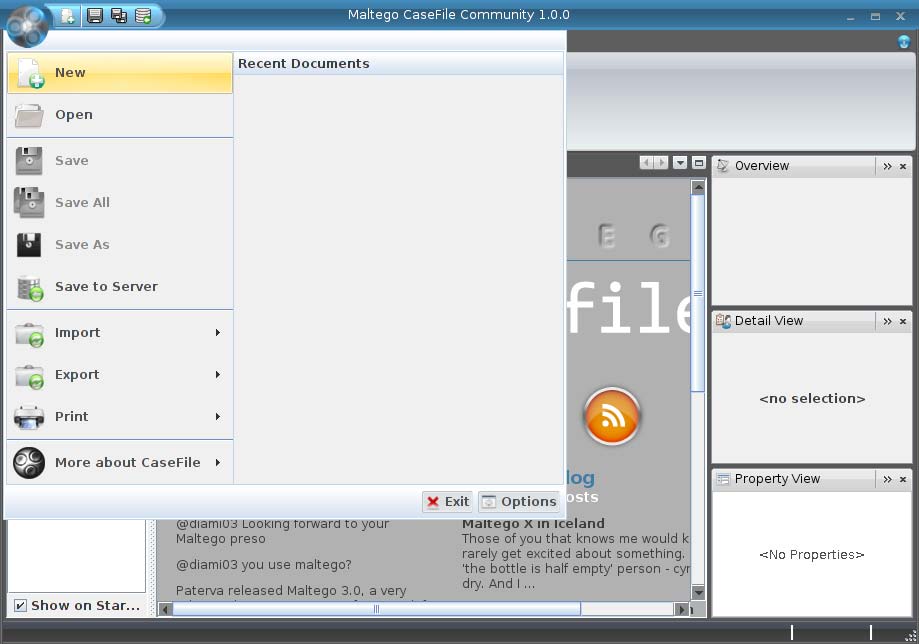 Maltego CaseFile Community 1.0.0
New
Open
Save
Save All
Save As
Save to Server
Import
Export
Print
More about CaseFile
Recent Documents
Exit
Options
E G
file
log
osts
@diami03 Looking forward to your
Maltego preso
@diami03 you use maltego?
Paterva released Maltego 3.0, a very
Maltego X in Iceland
Those of you that knows me would k
rarely get excited about something.
'the bottle is half empty' person - cyr
dry. And I ...
Show on Star...
Overview
Detail View
<no selection>
Property View
<No Properties>